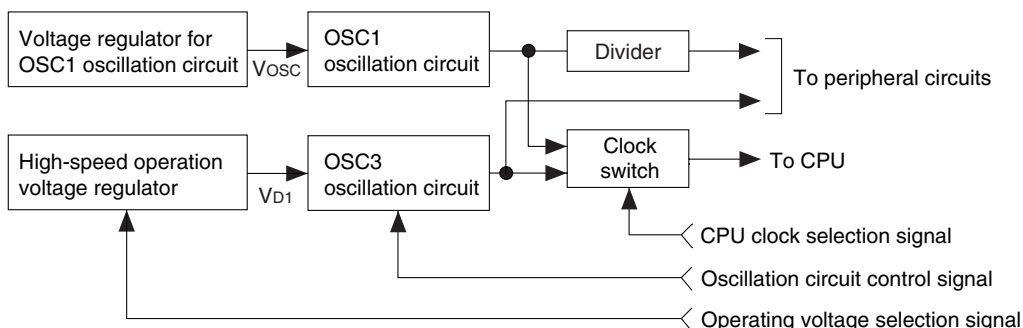 Voltage regulator for
OSC1 oscillation circuit
VOSC
OSC1
oscillation circuit
Divider
To peripheral circuits
High-speed operation
voltage regulator
VD1
OSC3
oscillation circuit
Clock
switch
To CPU
CPU clock selection signal
Oscillation circuit control signal
Operating voltage selection signal